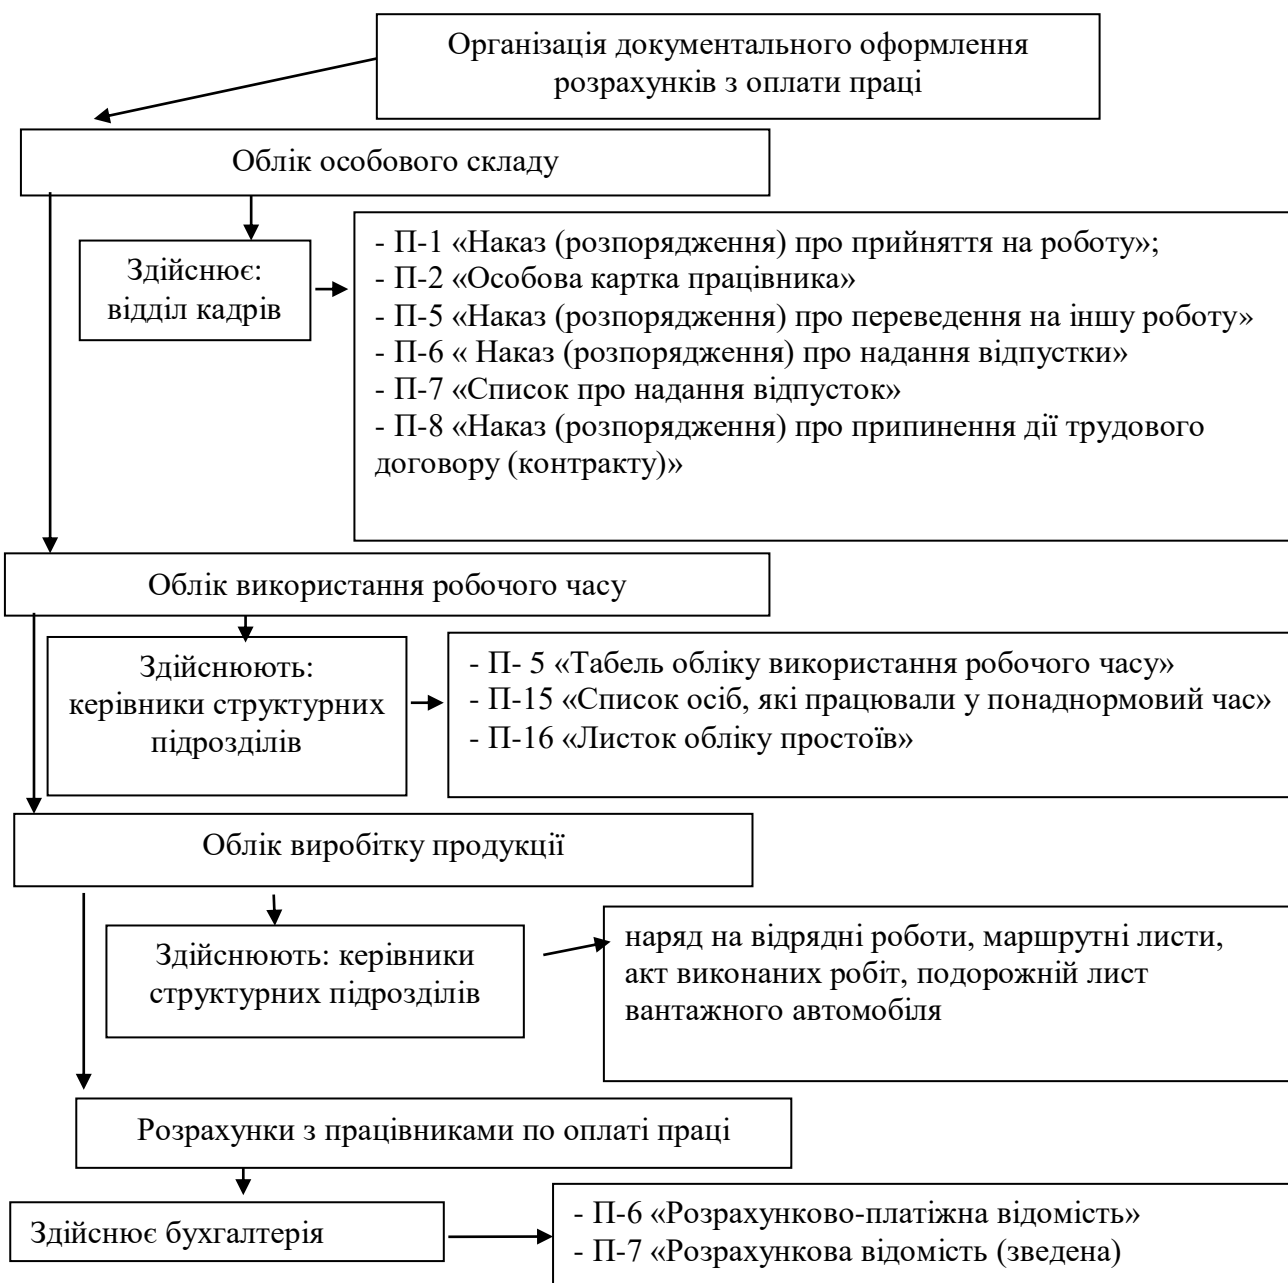 Організація документального оформлення
розрахунків з оплати праці
Облік особового складу
Здійснює:
відділ кадрів
- П-1 «Наказ (розпорядження) про прийняття на роботу»;
- П-2 «Особова картка працівника»
- П-5 «Наказ (розпорядження) про переведення на іншу роботу»
- П-6 « Наказ (розпорядження) про надання відпустки»
- П-7 «Список про надання відпусток»
- П-8 «Наказ (розпорядження) про припинення дії трудового
договору (контракту)»
Облік використання робочого часу
Здійснюють:
керівники структурних
підрозділів
- П- 5 «Табель обліку використання робочого часу»
- П-15 «Список осіб, які працювали у понаднормовий час»
- П-16 «Листок обліку простоїв»
Облік виробітку продукції
Здійснюють: керівники
структурних підрозділів
наряд на відрядні роботи, маршрутні листи,
акт виконаних робіт, подорожній лист
вантажного автомобіля
Розрахунки з працівниками по оплаті праці
Здійснює бухгалтерія
- П-6 «Розрахунково-платіжна відомість»
- П-7 «Розрахункова відомість (зведена)